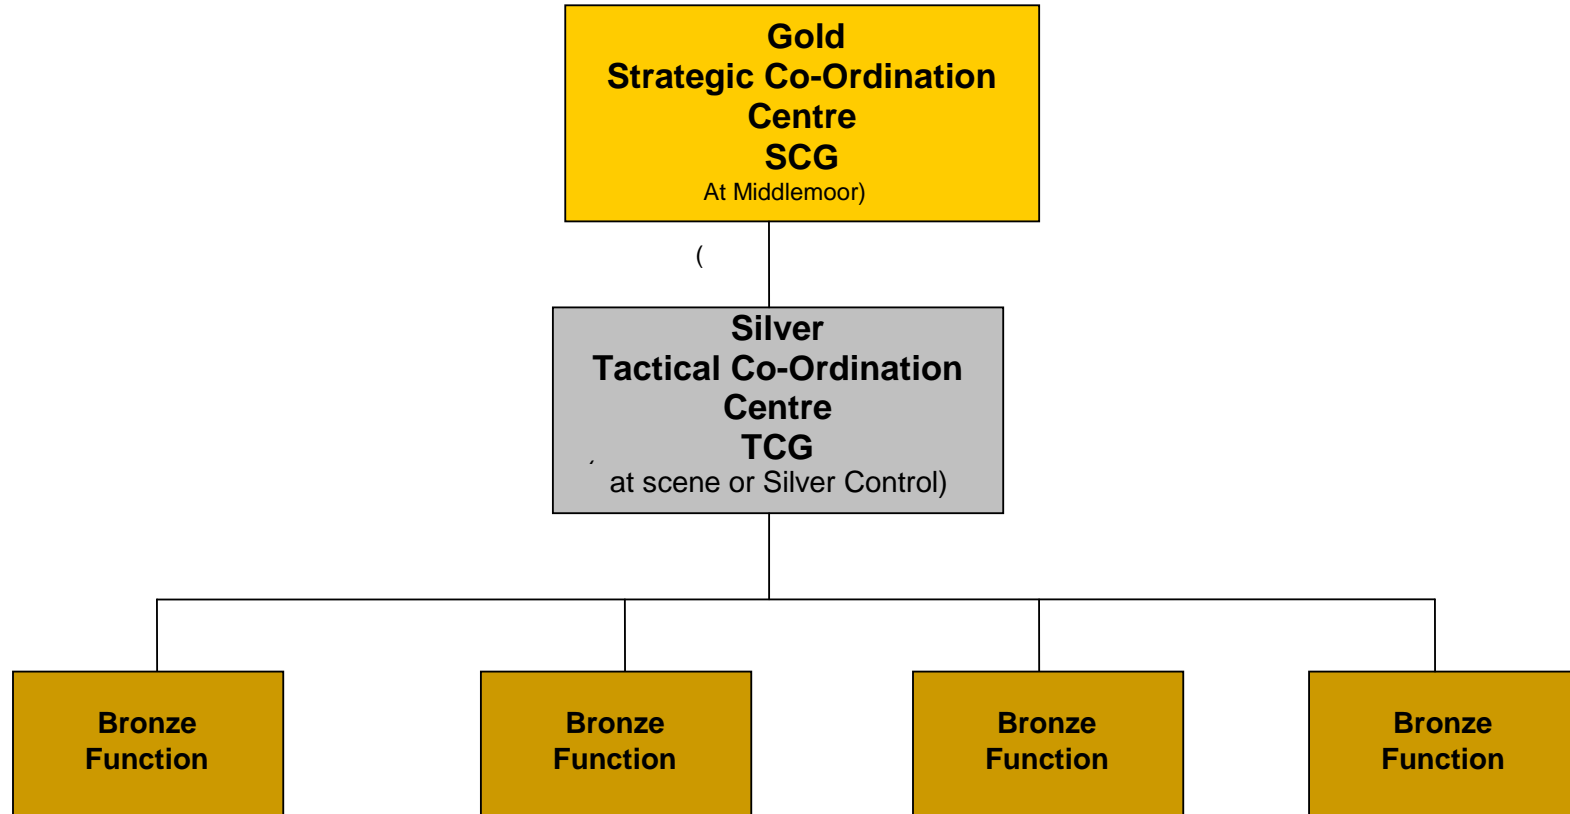 Gold
Strategic Co-Ordination
Centre
SCG
At Middlemoor)
(
Silver
Tactical Co-Ordination
Centre
TCG
at scene or Silver Control)
Bronze
Function
Bronze
Function
Bronze
Function
Bronze
Function